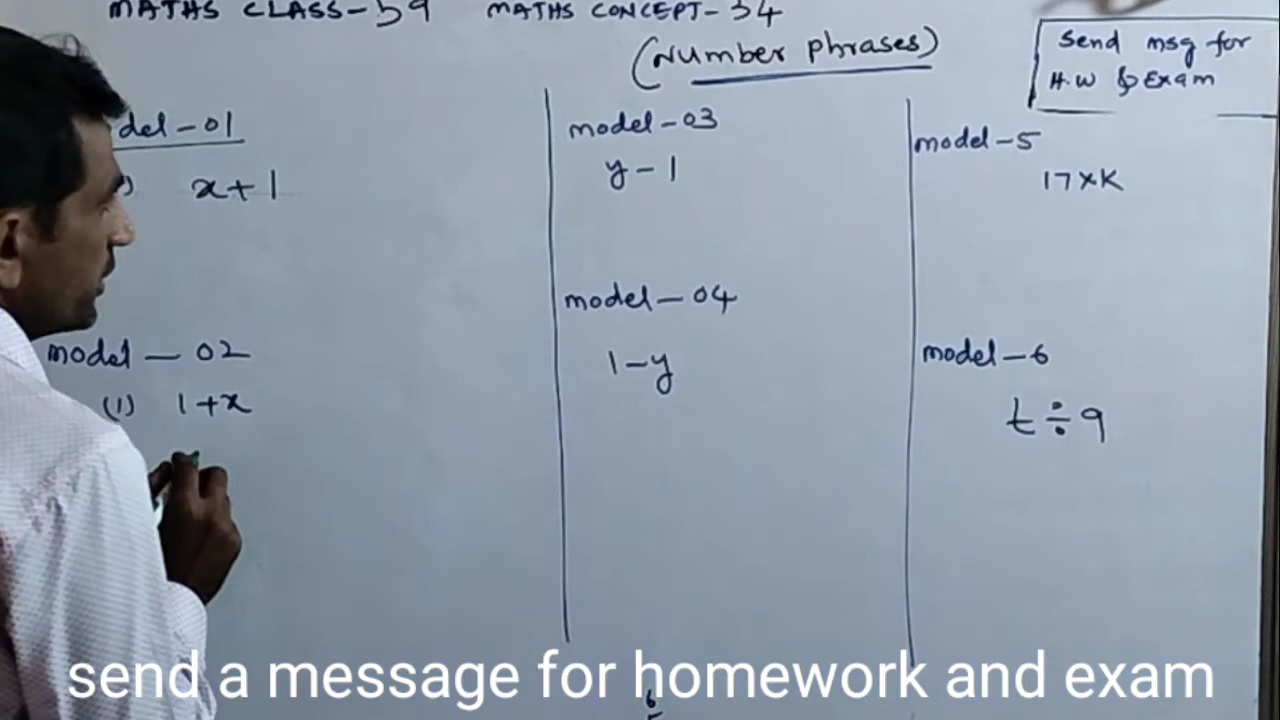 MATHS CLASS-59 MATHS CONCEPT-34
(Number phrases)
Send msg for
H.W & Exam
del-01
) x+1
model-02
(1) 1+x
model-03
y-1
model-04
1-y
model-5
17×K
model-6
t÷9
send a message for homework and exam